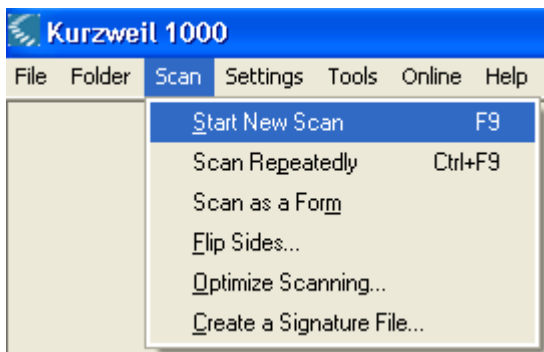 Kurzweil 1000
File Folder Scan Settings Tools Online Help
Start New Scan F9
Scan Repeatedly Ctrl+F9
Scan as a Form
Flip Sides...
Optimize Scanning...
Create a Signature File...